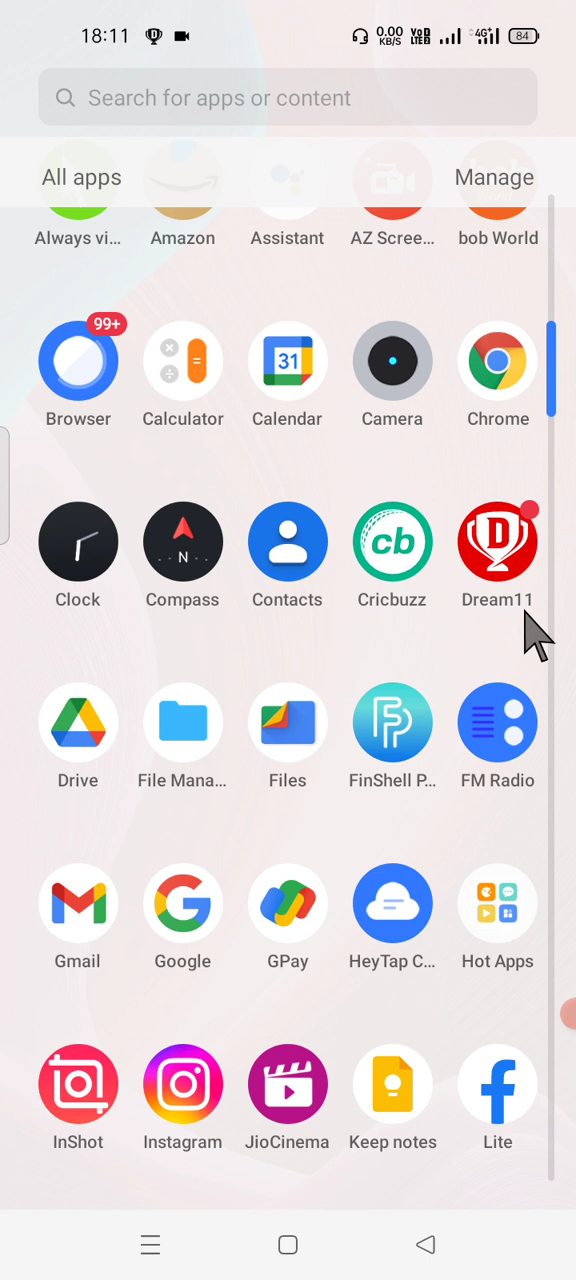 18:11
0.00 KB/S
VoD LTE2
4G+
84
Search for apps or content
All apps
Manage
Always vi...
Amazon
Assistant
AZ Scree...
bob World
99+
31
Browser
Calculator
Calendar
Camera
Chrome
N
cb
D
Clock
Compass
Contacts
Cricbuzz
Dream11
Drive
File Mana...
Files
FinShell P...
FM Radio
Gmail
Google
GPay
HeyTap C...
Hot Apps
InShot
Instagram
JioCinema
Keep notes
Lite